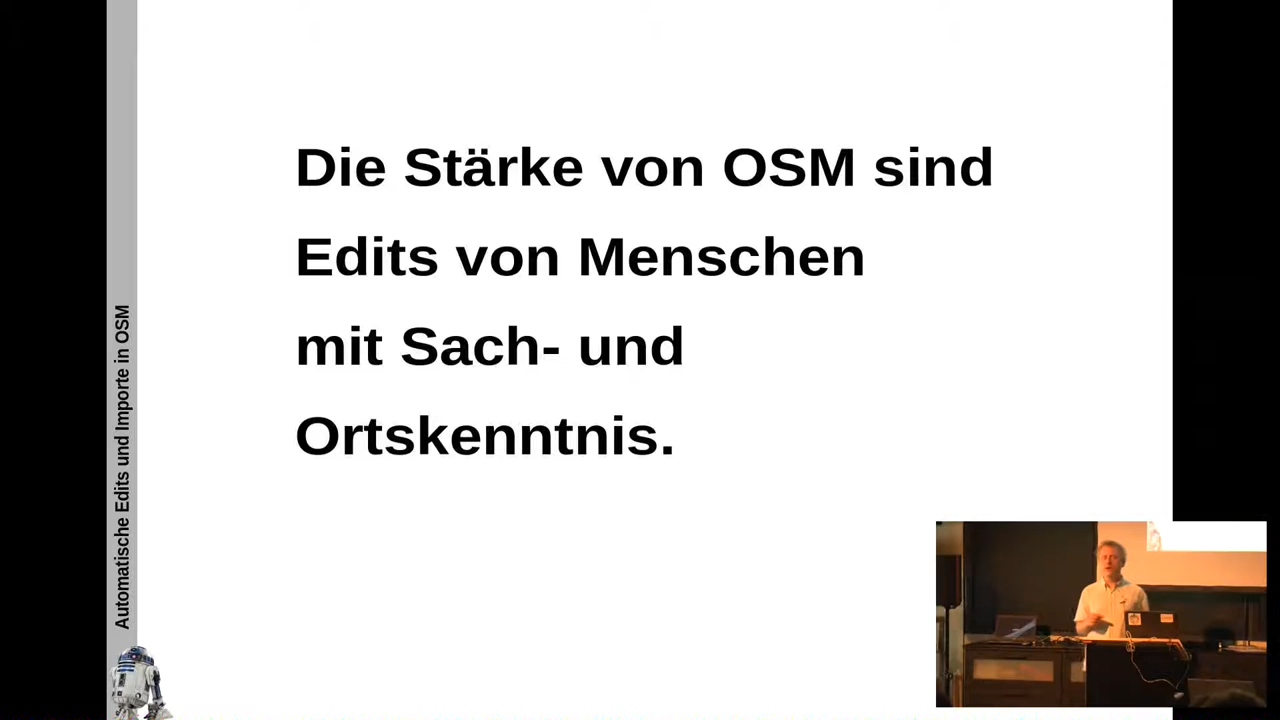 Die Stärke von OSM sind
Edits von Menschen
mit Sach- und
Ortskenntnis.
Automatische Edits und Importe in OSM